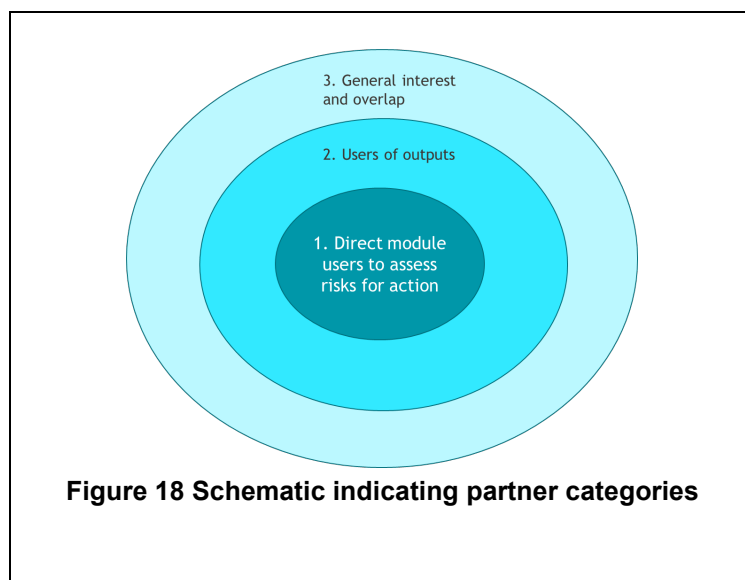 3. General interest
and overlap
2. Users of outputs
1. Direct module
users to assess
risks for action
Figure 18 Schematic indicating partner categories